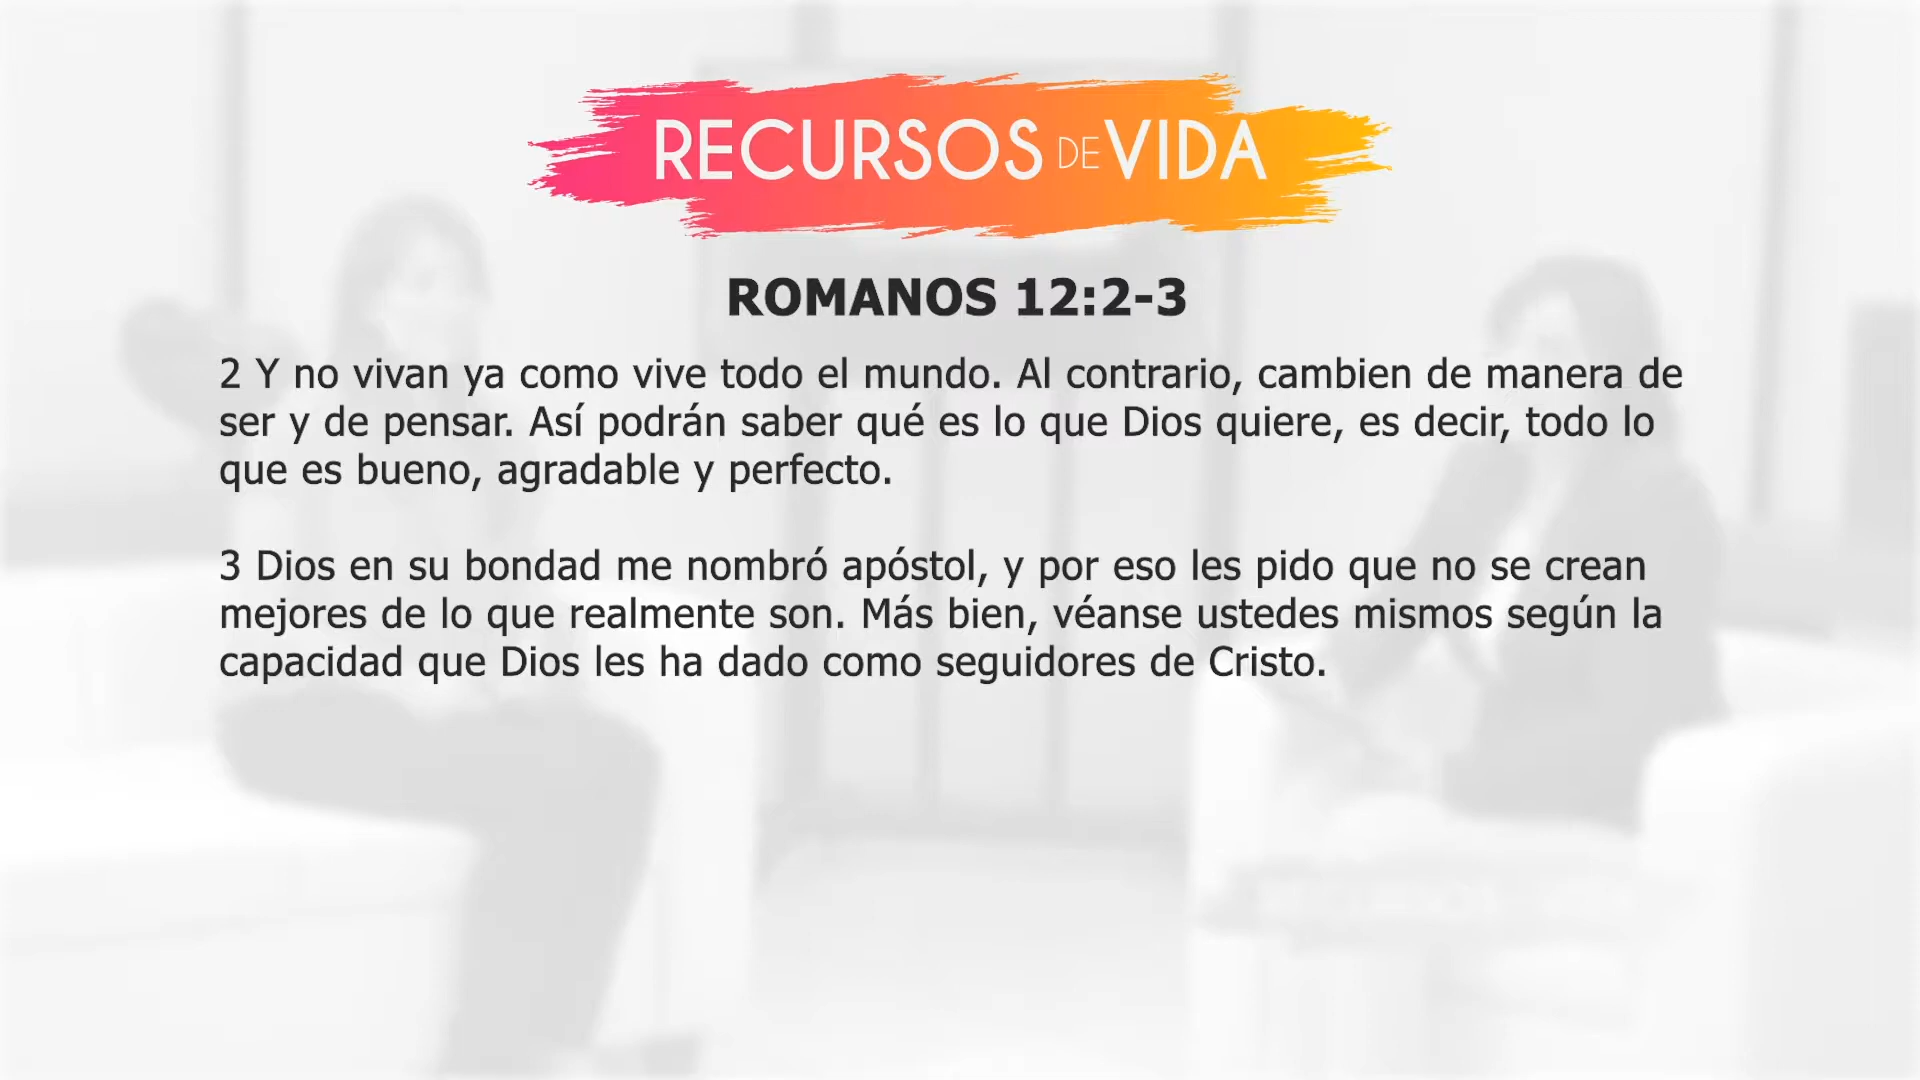 RECURSOS DE VIDA
ROMANOS 12:2-3
2 Y no vivan ya como vive todo el mundo. Al contrario, cambien de manera de
ser y de pensar. Así podrán saber qué es lo que Dios quiere, es decir, todo lo
que es bueno, agradable y perfecto.
3 Dios en su bondad me nombró apóstol, y por eso les pido que no se crean
mejores de lo que realmente son. Más bien, véanse ustedes mismos según la
capacidad que Dios les ha dado como seguidores de Cristo.